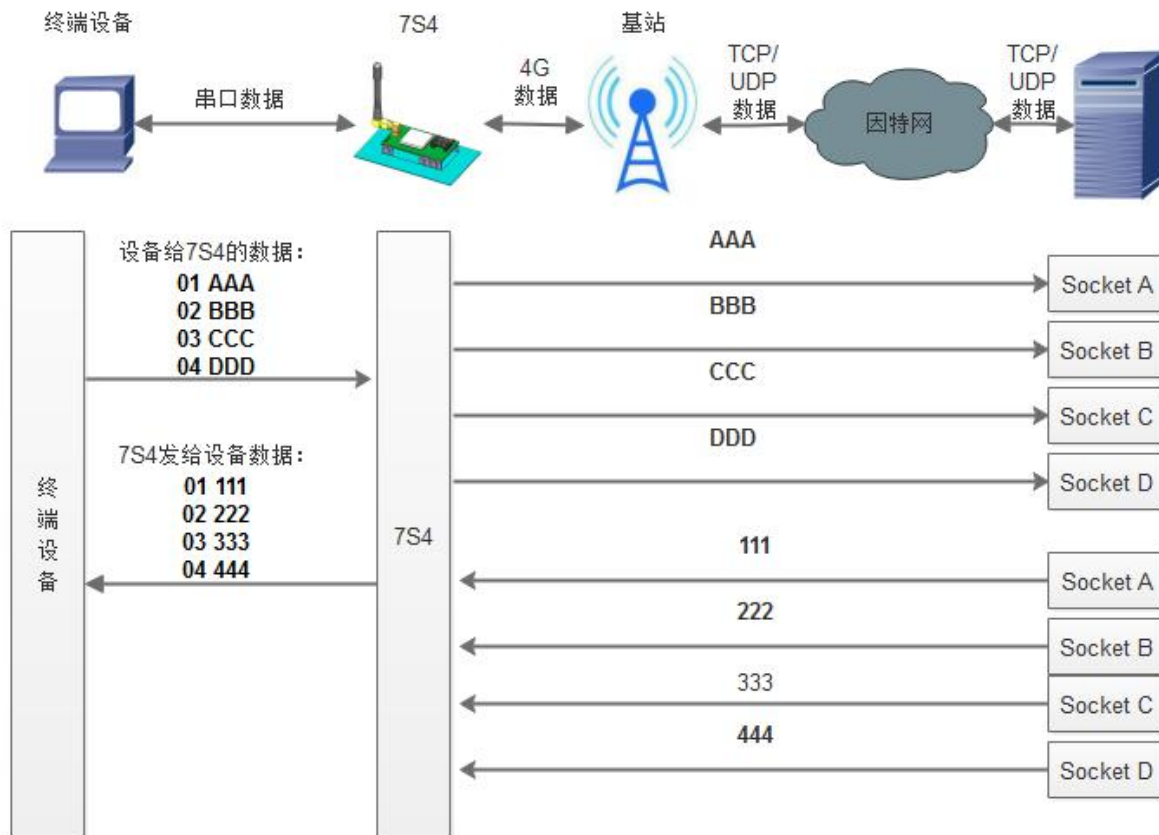 终端设备
7S4
基站
串口数据
4G
数据
TCP/
UDP
数据
因特网
TCP/
UDP
数据
设备给7S4的数据：
01 AAA
02 BBB
03 CCC
04 DDD
AAA
Socket A
BBB
Socket B
CCC
Socket C
DDD
Socket D
7S4发给设备数据：
01 111
02 222
03 333
04 444
终
端
设
备
7S4
111
Socket A
222
Socket B
333
Socket C
444
Socket D